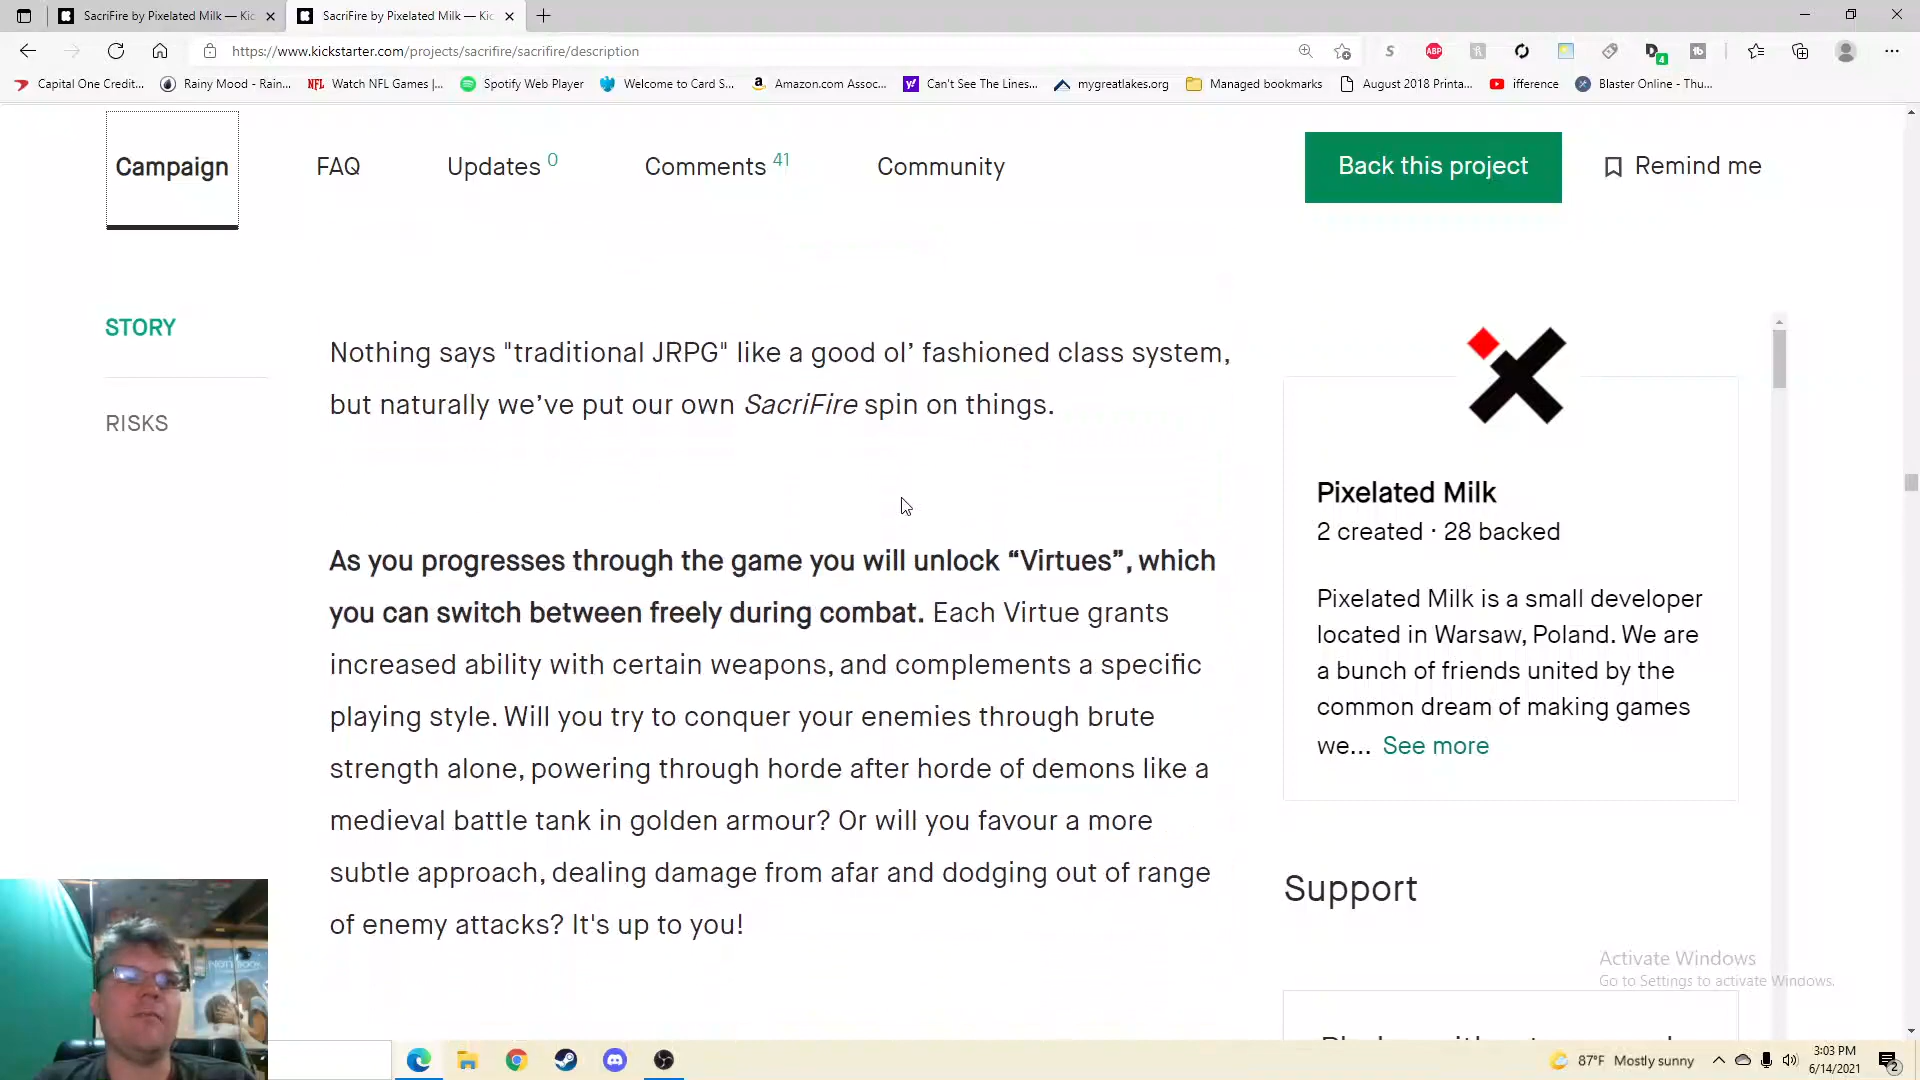 SacriFire by Pixelated Milk — Kic
SacriFire by Pixelated Milk — Kic
https://www.kickstarter.com/projects/sacrifire/sacrifire/description
S
ABP
4
Capital One Credit...
Rainy Mood - Rain...
NFL Watch NFL Games |...
Spotify Web Player
Welcome to Card S...
Amazon.com Assoc...
Can't See The Lines...
mygreatlakes.org
Managed bookmarks
August 2018 Printa...
ifference
Blaster Online - Thu...
Campaign
FAQ
Updates 0
Comments 41
Community
Back this project
Remind me
STORY
RISKS
Nothing says "traditional JRPG" like a good ol’ fashioned class system,
but naturally we’ve put our own SacriFire spin on things.
As you progresses through the game you will unlock “Virtues”, which
you can switch between freely during combat. Each Virtue grants
increased ability with certain weapons, and complements a specific
playing style. Will you try to conquer your enemies through brute
strength alone, powering through horde after horde of demons like a
medieval battle tank in golden armour? Or will you favour a more
subtle approach, dealing damage from afar and dodging out of range
of enemy attacks? It's up to you!
Pixelated Milk
2 created · 28 backed
Pixelated Milk is a small developer
located in Warsaw, Poland. We are
a bunch of friends united by the
common dream of making games
we... See more
Support
Activate Windows
Go to Settings to activate Windows.
87°F Mostly sunny
3:03 PM
6/14/2021
2